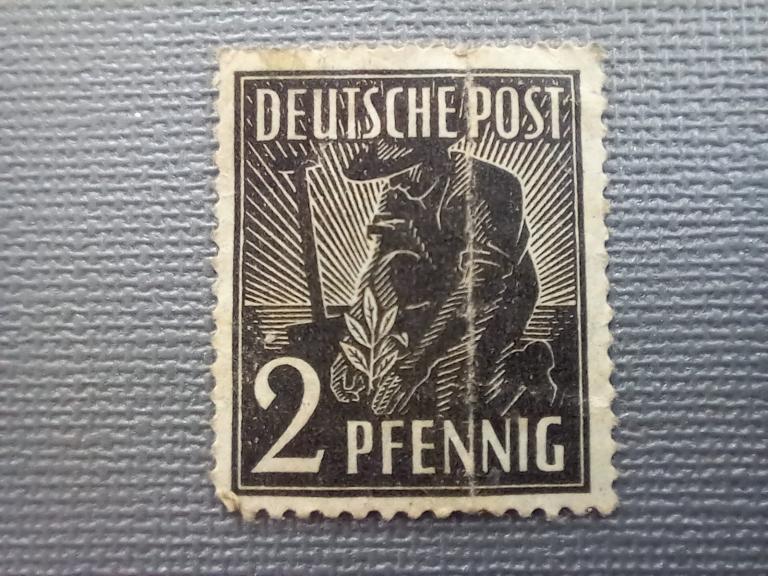 DEUTSCHE POST
2 PFENNIG